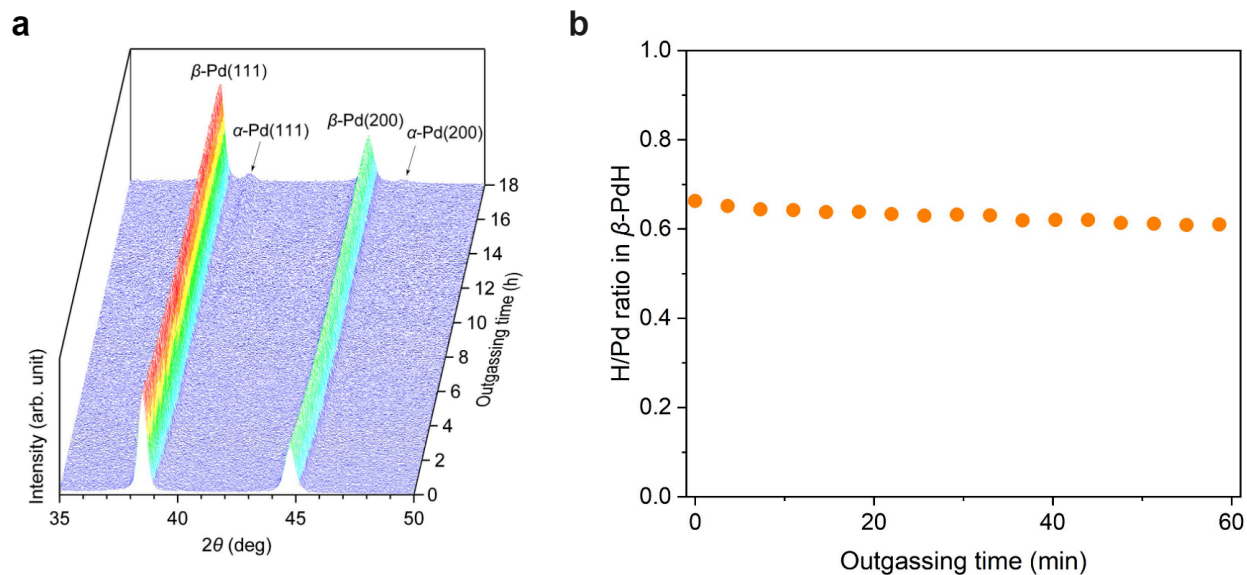 a
β-Pd(111)
α-Pd(111)
β-Pd(200)
α-Pd(200)
18
16
14
12
10
8
6
4
2
0
Outgassing time (h)
Intensity (arb. unit)
35
40
45
50
2θ (deg)
b
1.0
0.8
0.6
0.4
0.2
0.0
H/Pd ratio in β-PdH
0
20
40
60
Outgassing time (min)